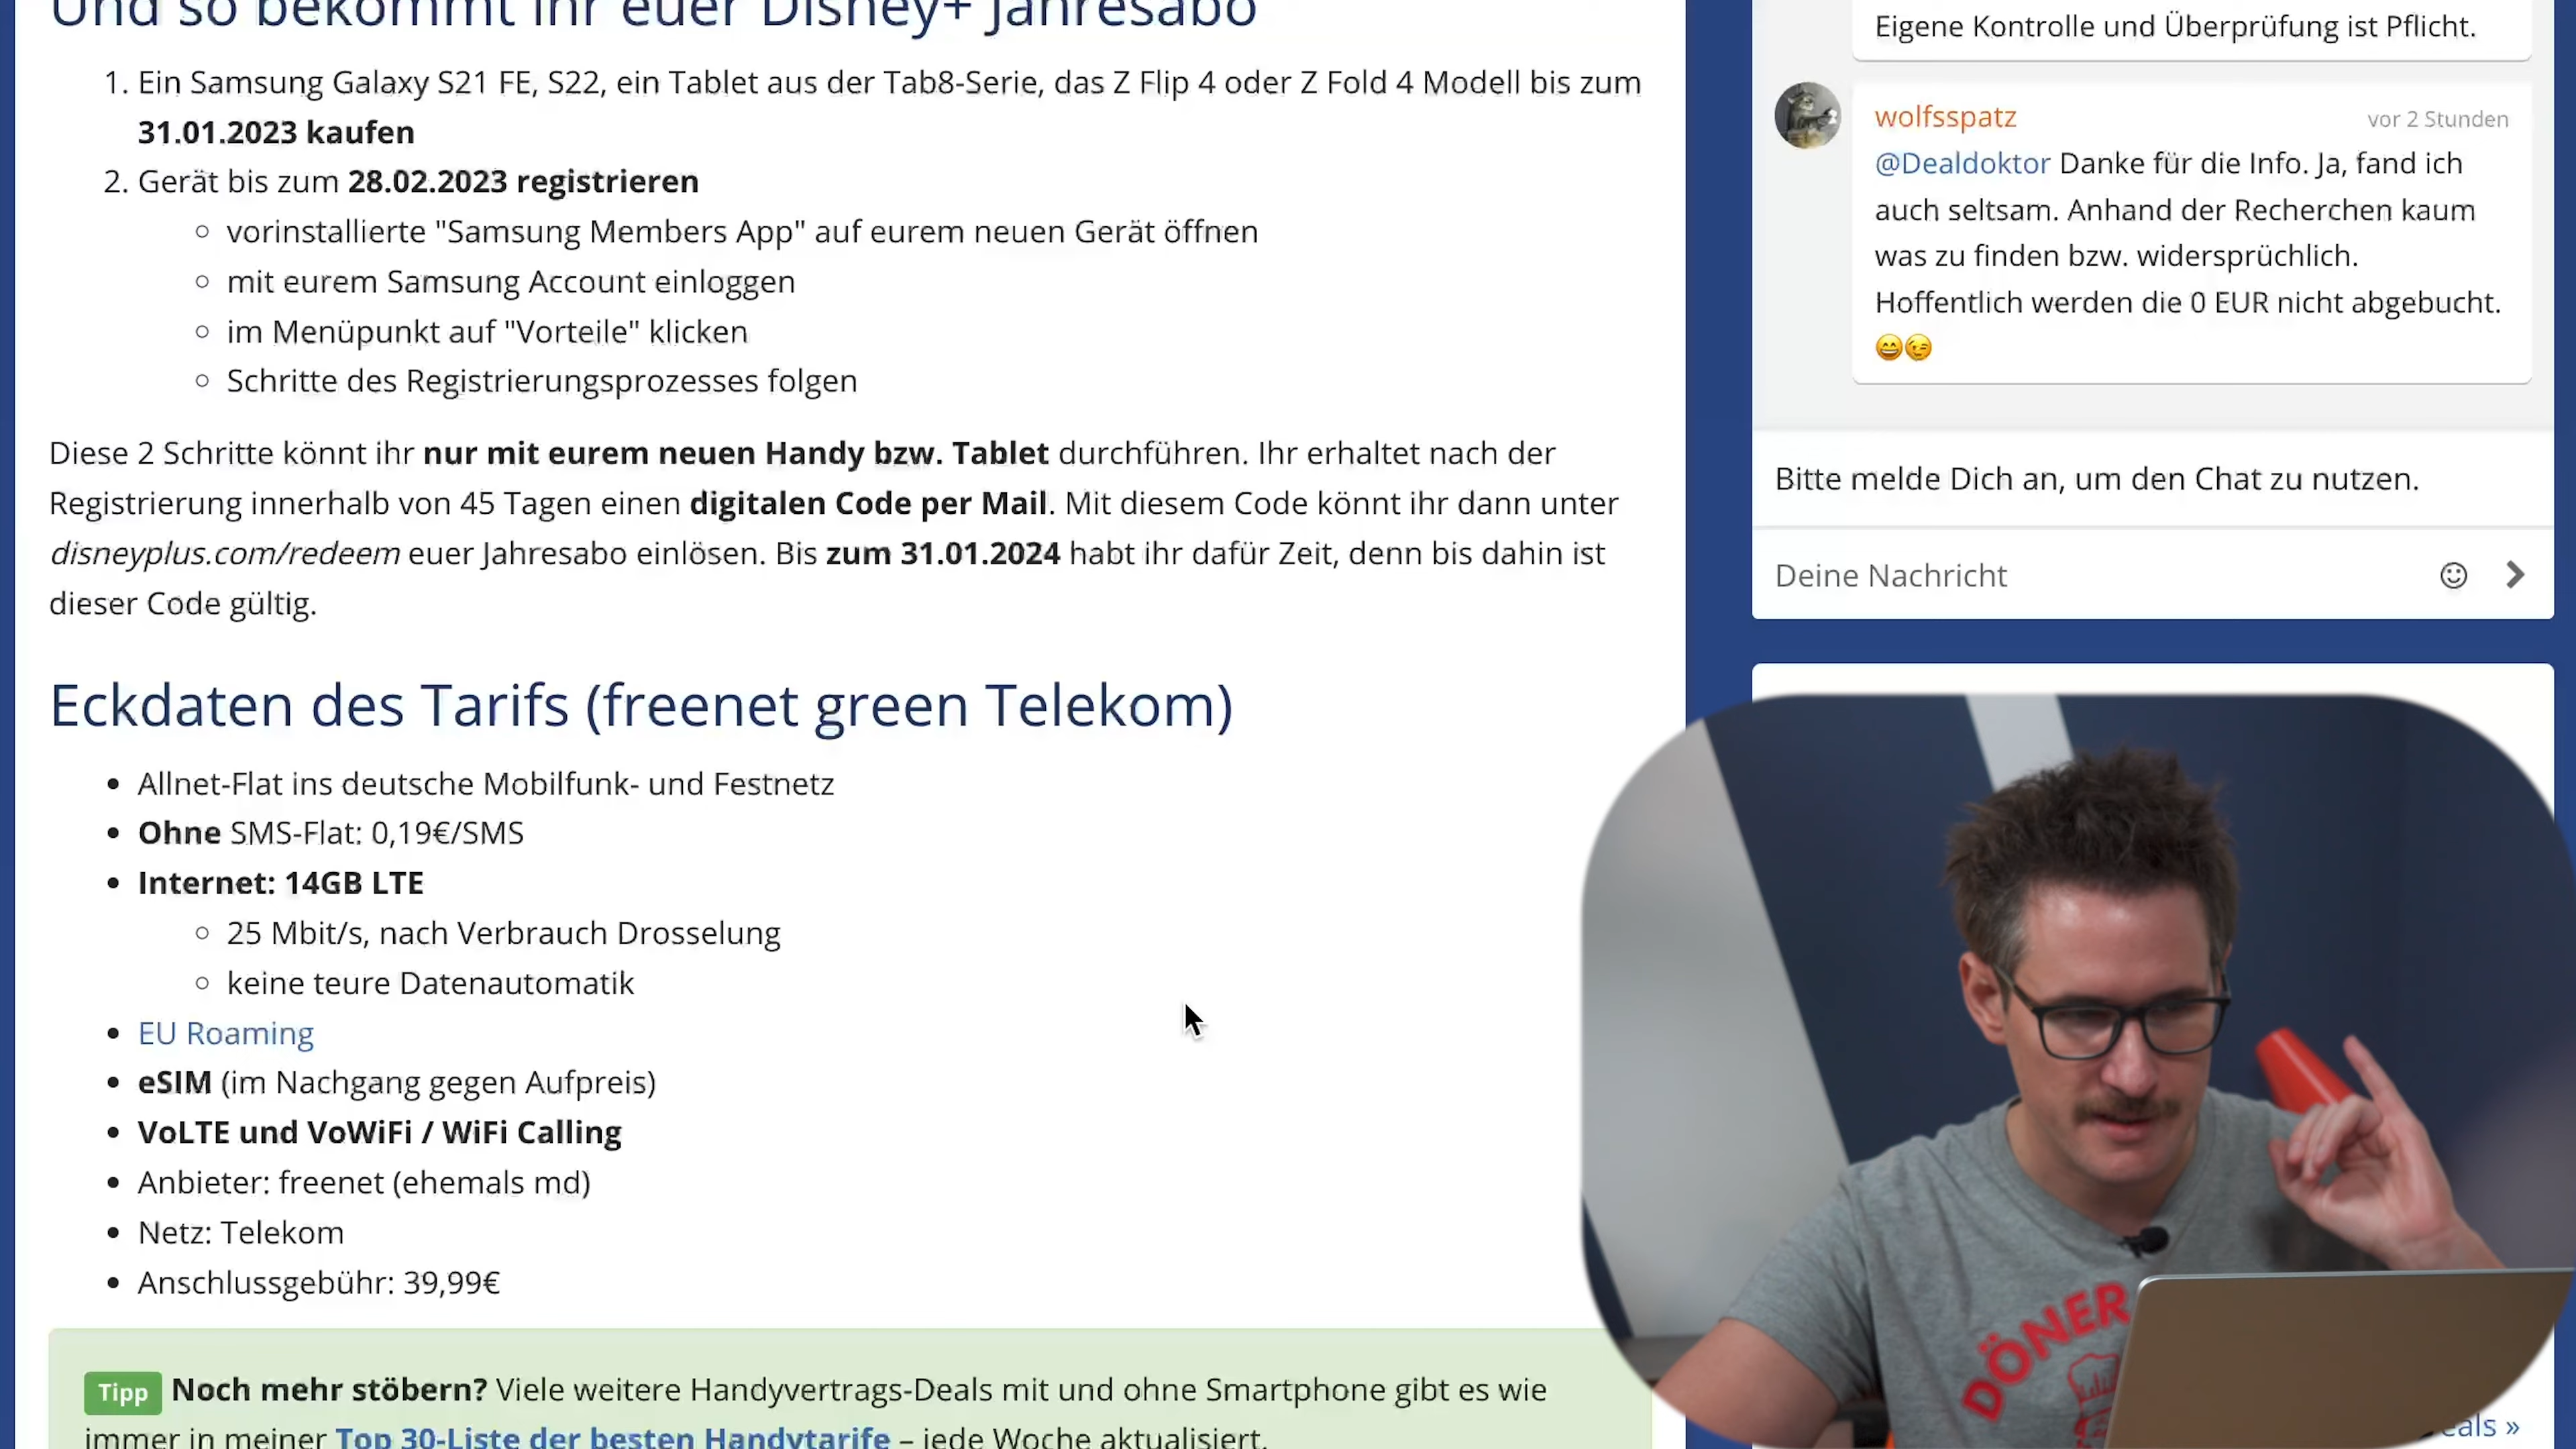 Und so bekommt ihr euer Disney+ Jahresabo
1. Ein Samsung Galaxy S21 FE, S22, ein Tablet aus der Tab8-Serie, das Z Flip 4 oder Z Fold 4 Modell bis zum
31.01.2023 kaufen
2. Gerät bis zum 28.02.2023 registrieren
vorinstallierte "Samsung Members App" auf eurem neuen Gerät öffnen
mit eurem Samsung Account einloggen
im Menüpunkt auf "Vorteile" klicken
Schritte des Registrierungsprozesses folgen
Diese 2 Schritte könnt ihr nur mit eurem neuen Handy bzw. Tablet durchführen. Ihr erhaltet nach der
Registrierung innerhalb von 45 Tagen einen digitalen Code per Mail. Mit diesem Code könnt ihr dann unter
disneyplus.com/redeem euer Jahresabo einlösen. Bis zum 31.01.2024 habt ihr dafür Zeit, denn bis dahin ist
dieser Code gültig.
Eckdaten des Tarifs (freenet green Telekom)
Allnet-Flat ins deutsche Mobilfunk- und Festnetz
Ohne SMS-Flat: 0,19€/SMS
Internet: 14GB LTE
25 Mbit/s, nach Verbrauch Drosselung
keine teure Datenautomatik
EU Roaming
eSIM (im Nachgang gegen Aufpreis)
VoLTE und VoWiFi / WiFi Calling
Anbieter: freenet (ehemals md)
Netz: Telekom
Anschlussgebühr: 39,99€
Tipp Noch mehr stöbern? Viele weitere Handyvertrags-Deals mit und ohne Smartphone gibt es wie
immer in meiner Top 30-Liste der besten Handytarife – jede Woche aktualisiert.
Eigene Kontrolle und Überprüfung ist Pflicht.
wolfsspatz vor 2 Stunden
@Dealdoktor Danke für die Info. Ja, fand ich
auch seltsam. Anhand der Recherchen kaum
was zu finden bzw. widersprüchlich.
Hoffentlich werden die 0 EUR nicht abgebucht.
😄😉
Bitte melde Dich an, um den Chat zu nutzen.
Deine Nachricht
DÖNER